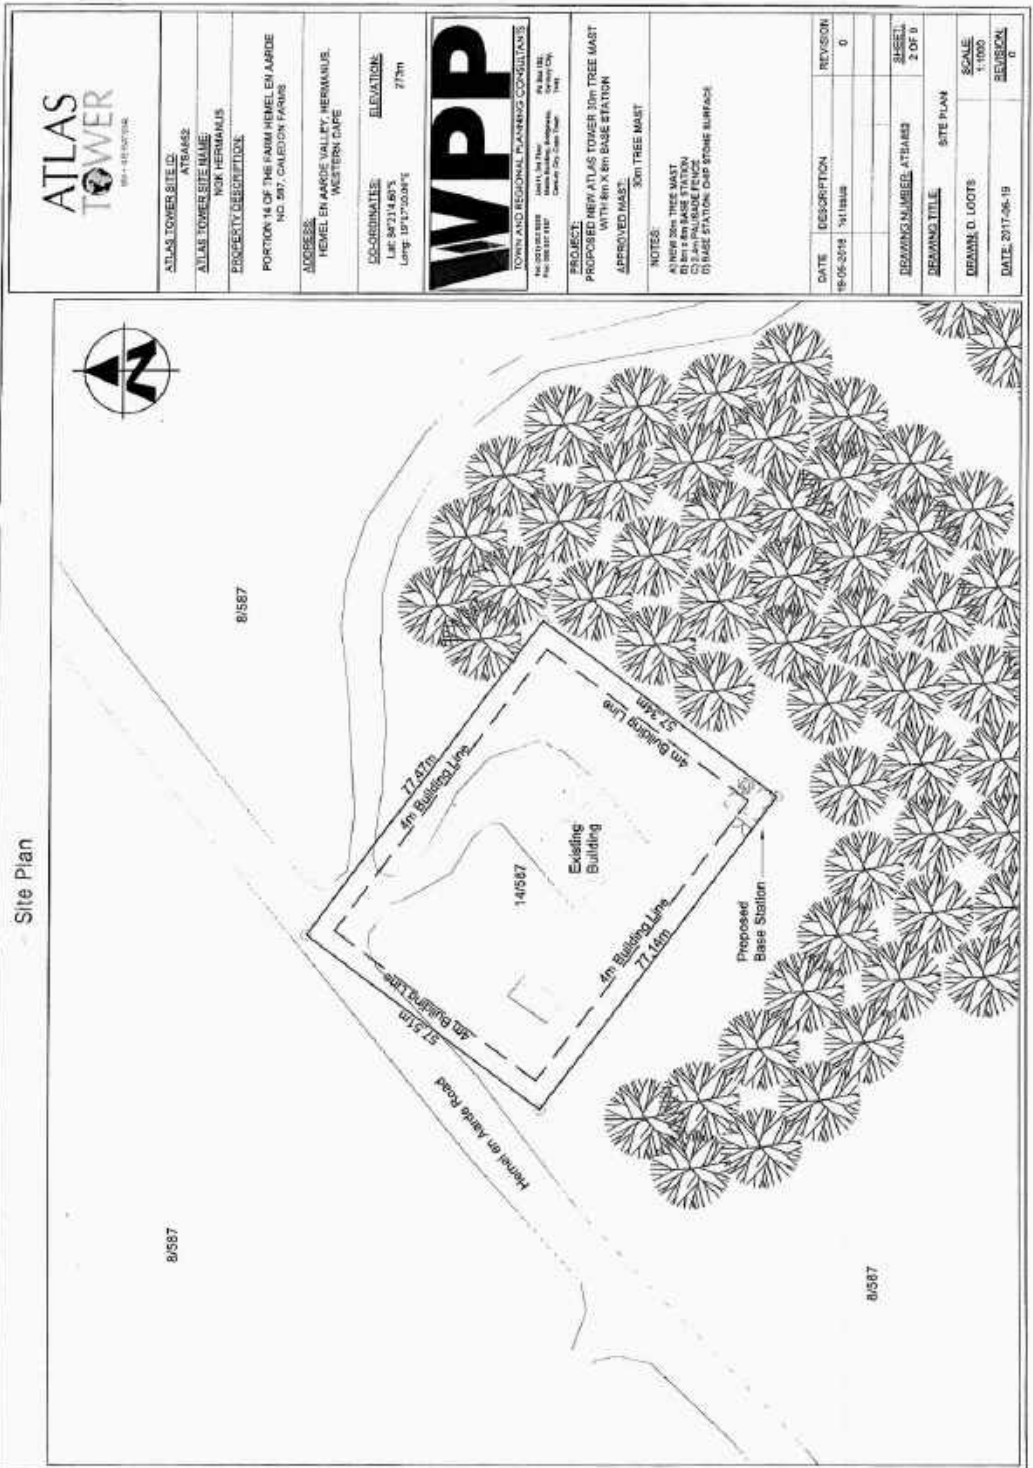 Site Plan
ATLAS
TOWER
ATLAS TOWER SITE ID:
ATSA862
ATLAS TOWER SITE NAME:
NGK HERMANUS
PROPERTY DESCRIPTION:
PORTION 14 OF THE FARM HEMEL EN AARDE
NO. 587, CALEDON FARMS
ADDRESS:
HEMEL EN AARDE VALLEY, HERMANUS,
WESTERN CAPE
CO-ORDINATES:
ELEVATION:
273m
WPP
TOWN AND REGIONAL PLANNING CONSULTANTS
PROJECT:
PROPOSED NEW ATLAS TOWER 30m TREE MAST
WITH 8m X 8m BASE STATION
APPROVED MAST:
30m TREE MAST
NOTES:
A) NEW 30m TREE MAST
B) 8m x 8m BASE STATION
C) 2.4m PALISADE FENCE
D) BASE STATION: CHIP STONE SURFACE
DATE DESCRIPTION REVISION
1st Issue 0
DRAWING NUMBER:
SHEET:
2 OF 9
DRAWING TITLE:
SITE PLAN
DRAWN: D. LOOTS
SCALE:
1:1000
DATE: 2017-06-19
REVISION:
0
N
8/587
77.47m
4m Building Line
4m Building Line
57.34m
14/587
Existing
Building
4m Building Line
57.51m
4m Building Line
77.14m
Proposed
Base Station
Hemel en Aarde Road
8/587
8/587